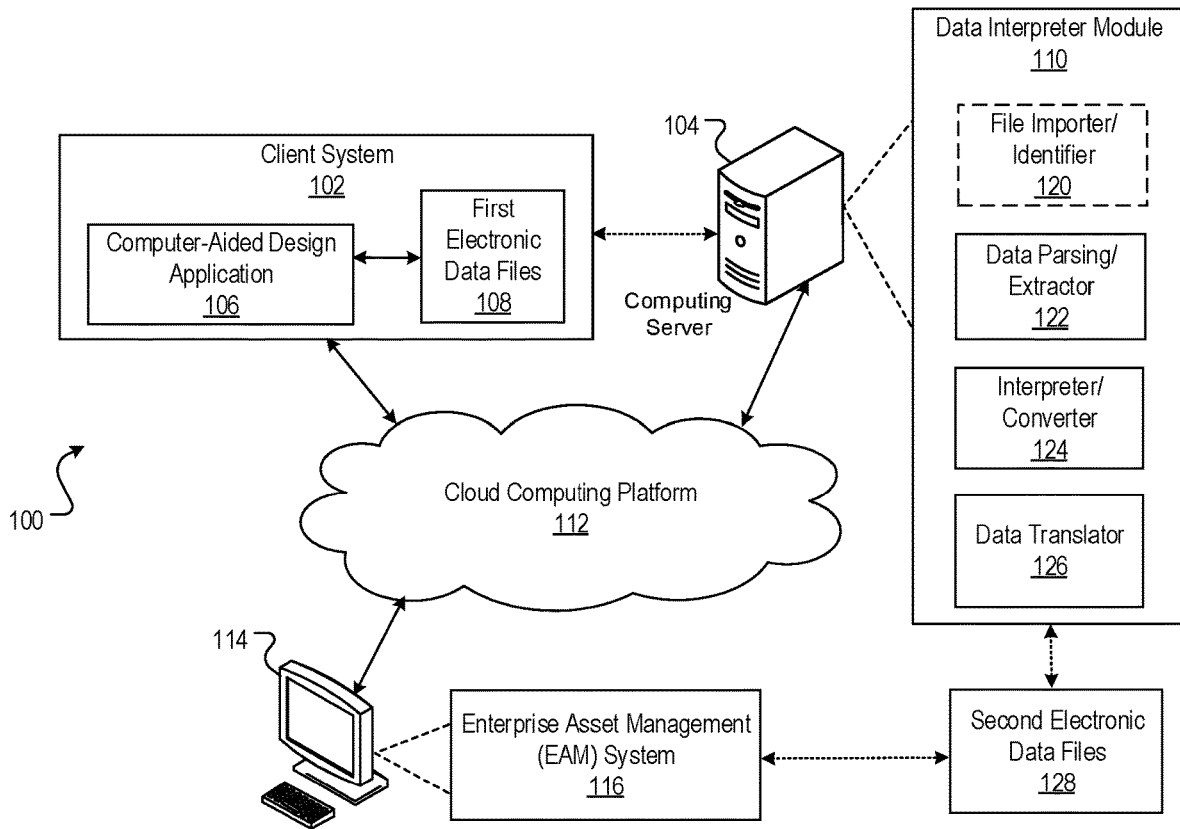 Data Interpreter Module
110
File Importer/
Identifier
120
Data Parsing/
Extractor
122
Interpreter/
Converter
124
Data Translator
126
104
Computing
Server
Client System
102
Computer-Aided Design
Application
106
First
Electronic
Data Files
108
Cloud Computing Platform
112
100
114
Enterprise Asset Management
(EAM) System
116
Second Electronic
Data Files
128